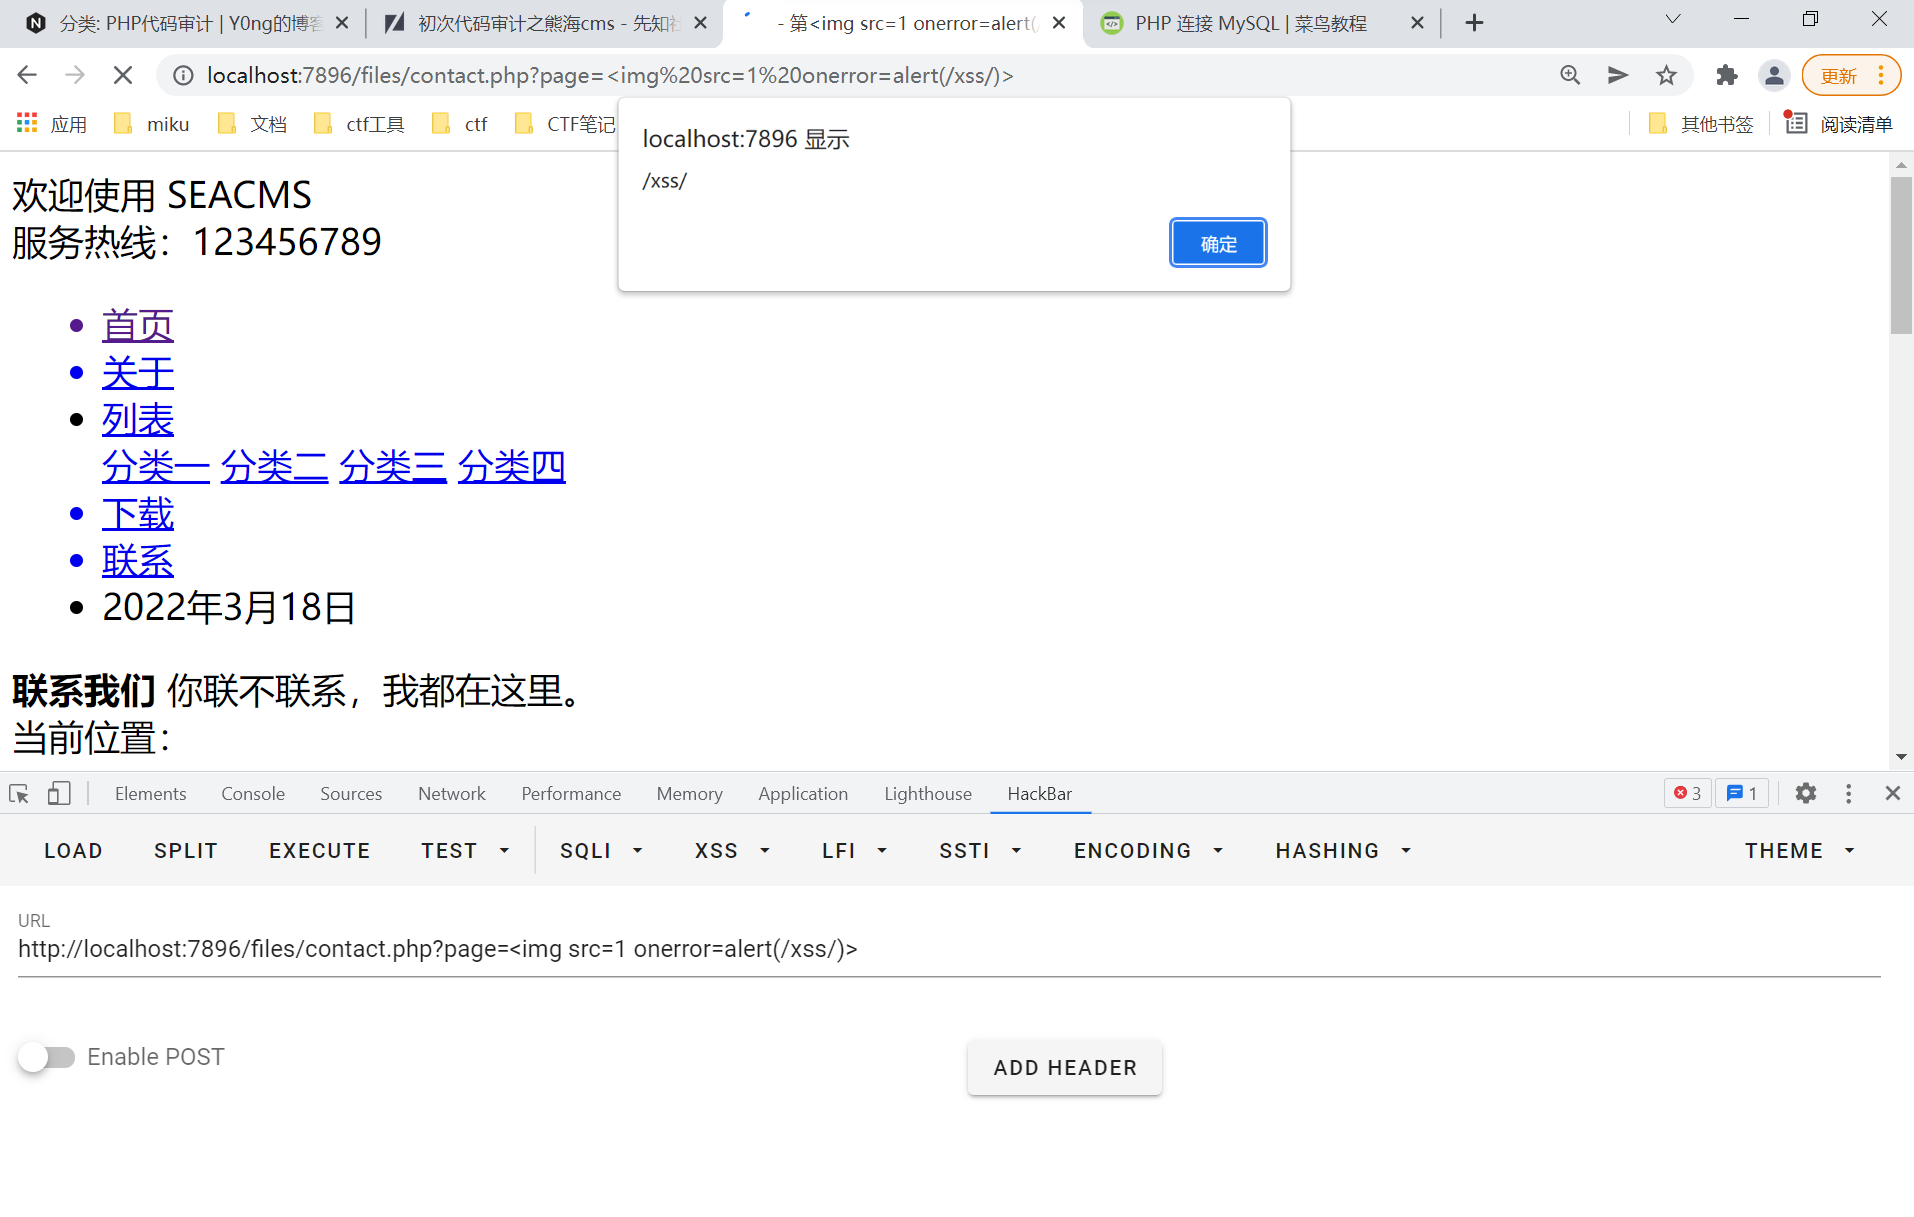 分类: PHP代码审计 | Y0ng的博客
初次代码审计之熊海cms - 先知社
- 第<img src=1 onerror=alert(/
PHP 连接 MySQL | 菜鸟教程
localhost:7896/files/contact.php?page=<img%20src=1%20onerror=alert(/xss/)>
更新
应用 miku 文档 ctf工具 ctf CTF笔记 其他书签 阅读清单
localhost:7896 显示
/xss/
确定
欢迎使用 SEACMS
服务热线：123456789
首页
关于
列表
分类一 分类二 分类三 分类四
下载
联系
2022年3月18日
联系我们 你联不联系，我都在这里。
当前位置：
Elements Console Sources Network Performance Memory Application Lighthouse HackBar 3 1
LOAD SPLIT EXECUTE TEST SQLI XSS LFI SSTI ENCODING HASHING THEME
URL
http://localhost:7896/files/contact.php?page=<img src=1 onerror=alert(/xss/)>
Enable POST
ADD HEADER